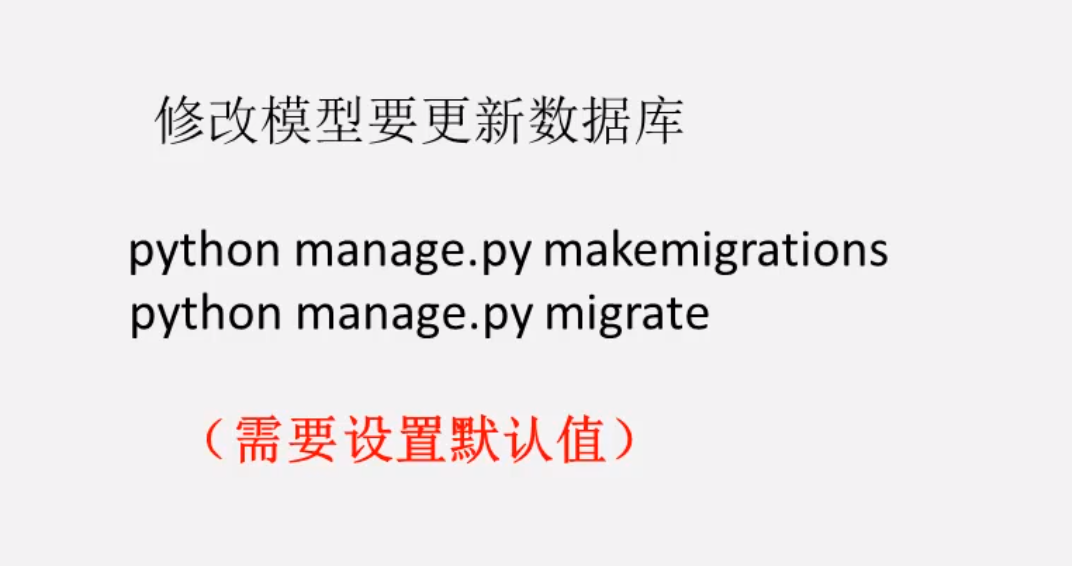 修改模型要更新数据库
python manage.py makemigrations
python manage.py migrate
（需要设置默认值）